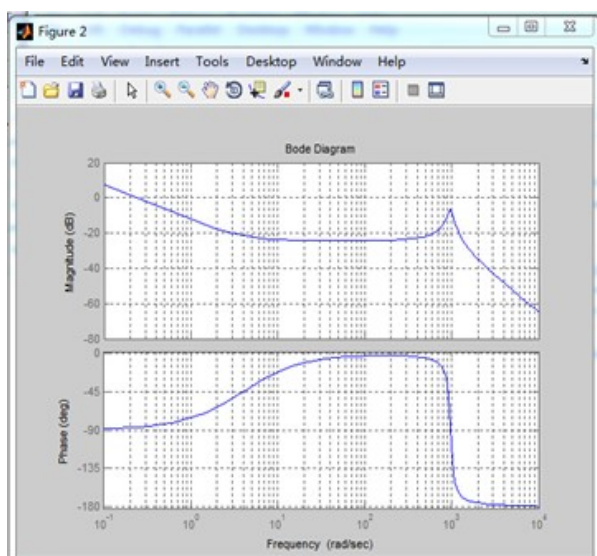 Figure 2
File Edit View Insert Tools Desktop Window Help
Bode Diagram
Magnitude (dB)
20
0
-20
-40
-60
-80
Phase (deg)
0
-45
-90
-135
-180
10^-1 10^0 10^1 10^2 10^3 10^4
Frequency (rad/sec)